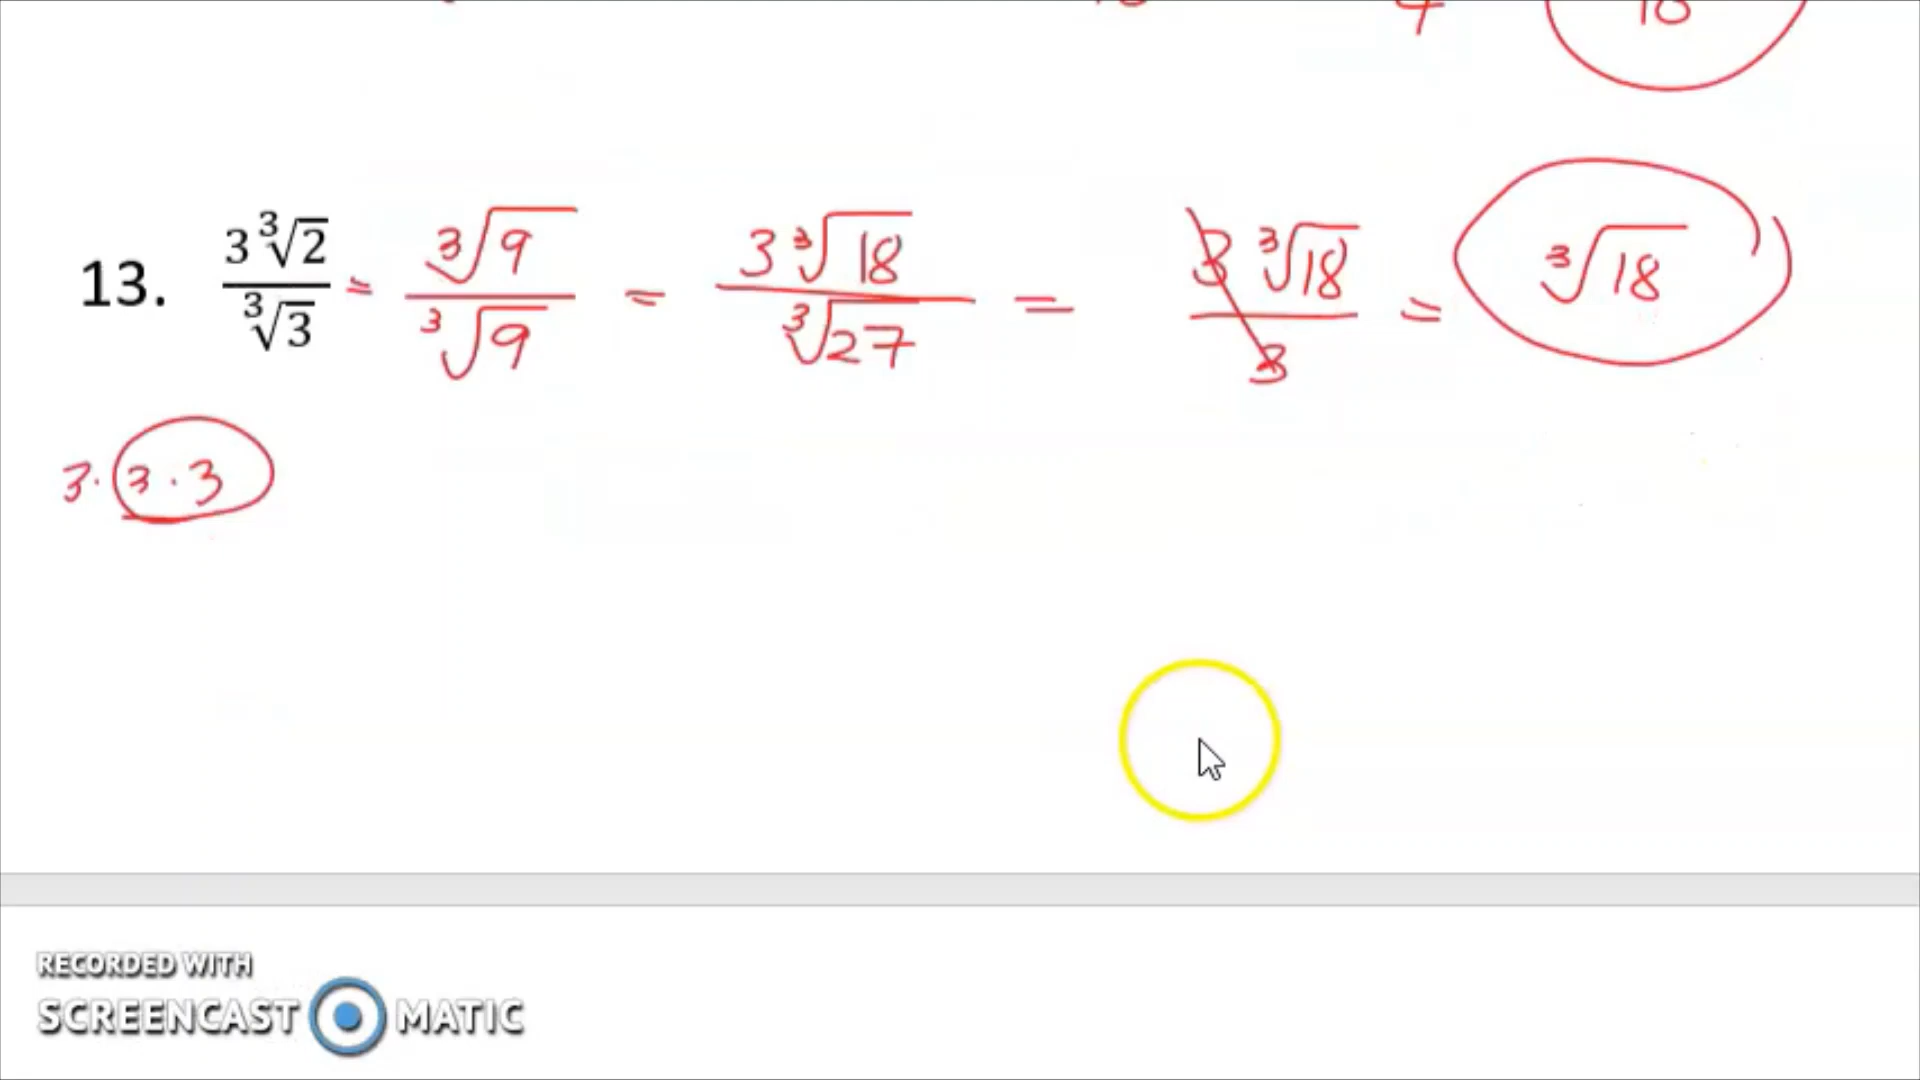 10
13. 3∛2/∛3 = ∛9/∛9 = 3∛18/∛27 = 3∛18/3 = ∛18
3·3·3
RECORDED WITH
SCREENCAST MATIC